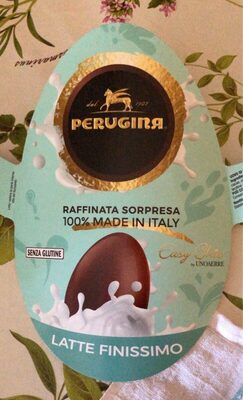 dal 1907
PERUGINA
RAFFINATA SORPRESA
100% MADE IN ITALY
SENZA GLUTINE
by UNOAERRE
LATTE FINISSIMO